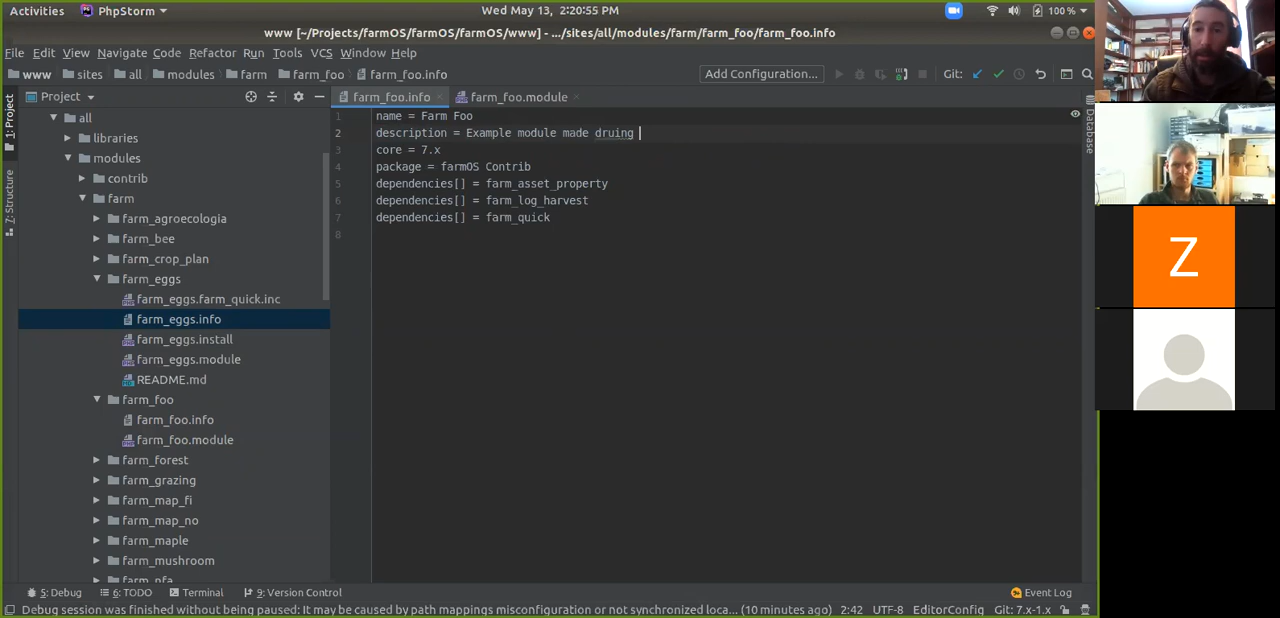 Activities PhpStorm Wed May 13, 2:20:55 PM 100 %
www [~/Projects/farmOS/farmOS/www] - .../sites/all/modules/farm/farm_foo/farm_foo.info
File Edit View Navigate Code Refactor Run Tools VCS Window Help
www sites all modules farm farm_foo farm_foo.info Add Configuration... Git:
Project farm_foo.info farm_foo.module
1: Project
7: Structure
Database
all
libraries
modules
contrib
farm
farm_agroecologia
farm_bee
farm_crop_plan
farm_eggs
farm_eggs.farm_quick.inc
farm_eggs.info
farm_eggs.install
farm_eggs.module
README.md
farm_foo
farm_foo.info
farm_foo.module
farm_forest
farm_grazing
farm_map_fi
farm_map_no
farm_maple
farm_mushroom
farm_nfa
1 name = Farm Foo
2 description = Example module made druing
3 core = 7.x
4 package = farmOS Contrib
5 dependencies[] = farm_asset_property
6 dependencies[] = farm_log_harvest
7 dependencies[] = farm_quick
8
Z
5: Debug 6: TODO Terminal 9: Version Control Event Log
Debug session was finished without being paused: It may be caused by path mappings misconfiguration or not synchronized loca... (10 minutes ago) 2:42 UTF-8 EditorConfig Git: 7.x-1.x